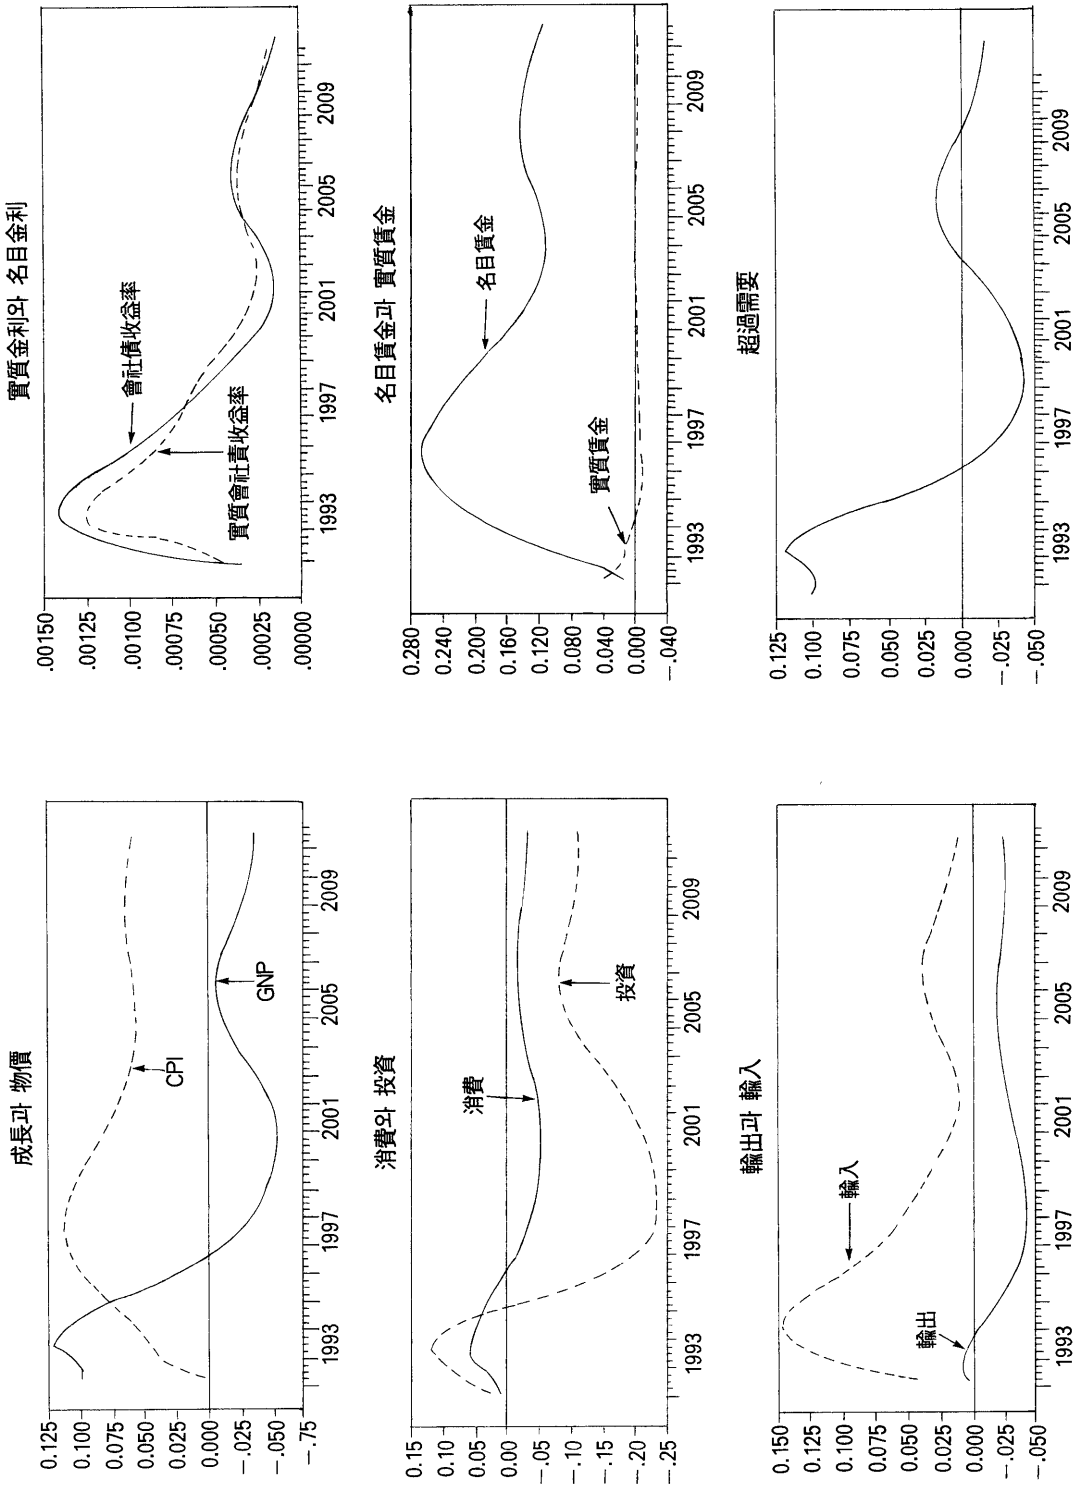 成長과 物價
0.125
0.100
0.075
0.050
0.025
0.000
−.025
−.050
−.75
CPI
GNP
1993 1997 2001 2005 2009
實質金利와 名目金利
.00150
.00125
.00100
.00075
.00050
.00025
.00000
會社債收益率
實質會社責收益率
1993 1997 2001 2005 2009
消費와 投資
0.15
0.10
0.05
0.00
−.05
−.10
−.15
−.20
−.25
消費
投資
1993 1997 2001 2005 2009
名目賃金과 實質賃金
0.280
0.240
0.200
0.160
0.120
0.080
0.040
0.000
−.040
名目賃金
實質賃金
1993 1997 2001 2005 2009
輸出과 輸入
0.150
0.125
0.100
0.075
0.050
0.025
0.000
−.025
−.050
輸入
輸出
1993 1997 2001 2005 2009
超過需要
0.125
0.100
0.075
0.050
0.025
0.000
−.025
−.050
1993 1997 2001 2005 2009